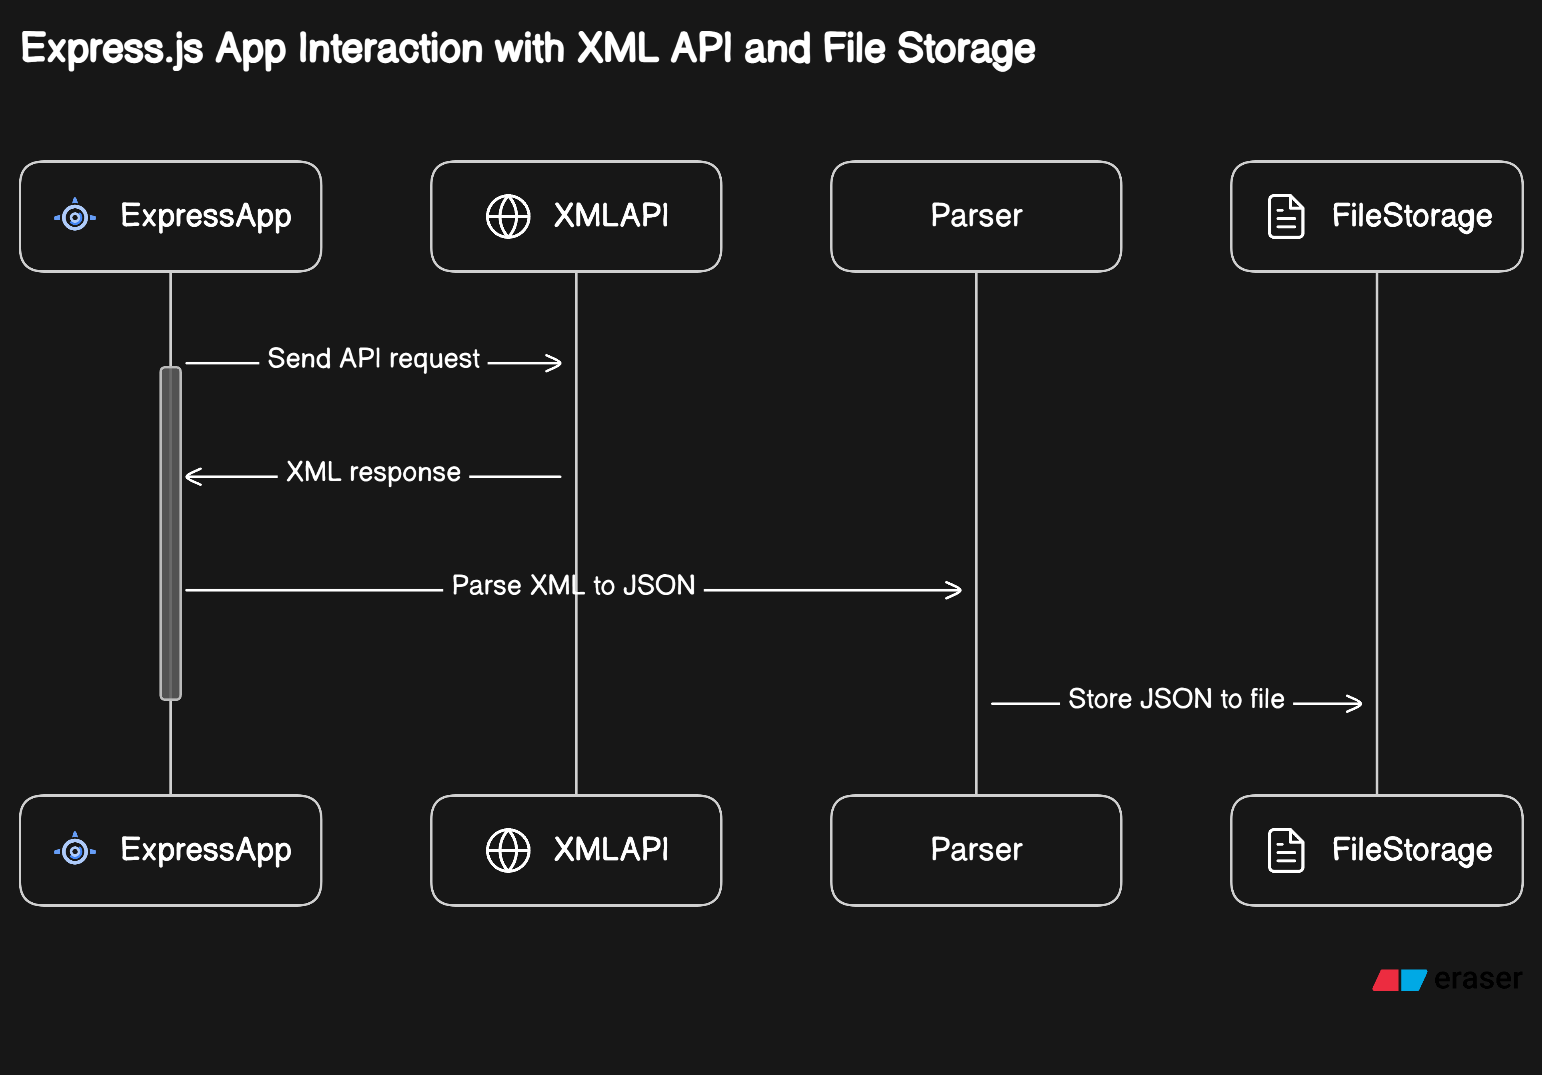 Express.js App Interaction with XML API and File Storage
ExpressApp
XMLAPI
Parser
FileStorage
Send API request
XML response
Parse XML to JSON
Store JSON to file
ExpressApp
XMLAPI
Parser
FileStorage
eraser